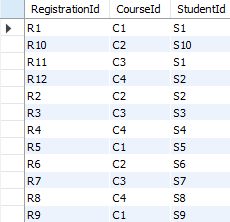 RegistrationId CourseId StudentId
R1 C1 S1
R10 C2 S10
R11 C3 S1
R12 C4 S2
R2 C2 S2
R3 C3 S3
R4 C4 S4
R5 C1 S5
R6 C2 S6
R7 C3 S7
R8 C4 S8
R9 C1 S9